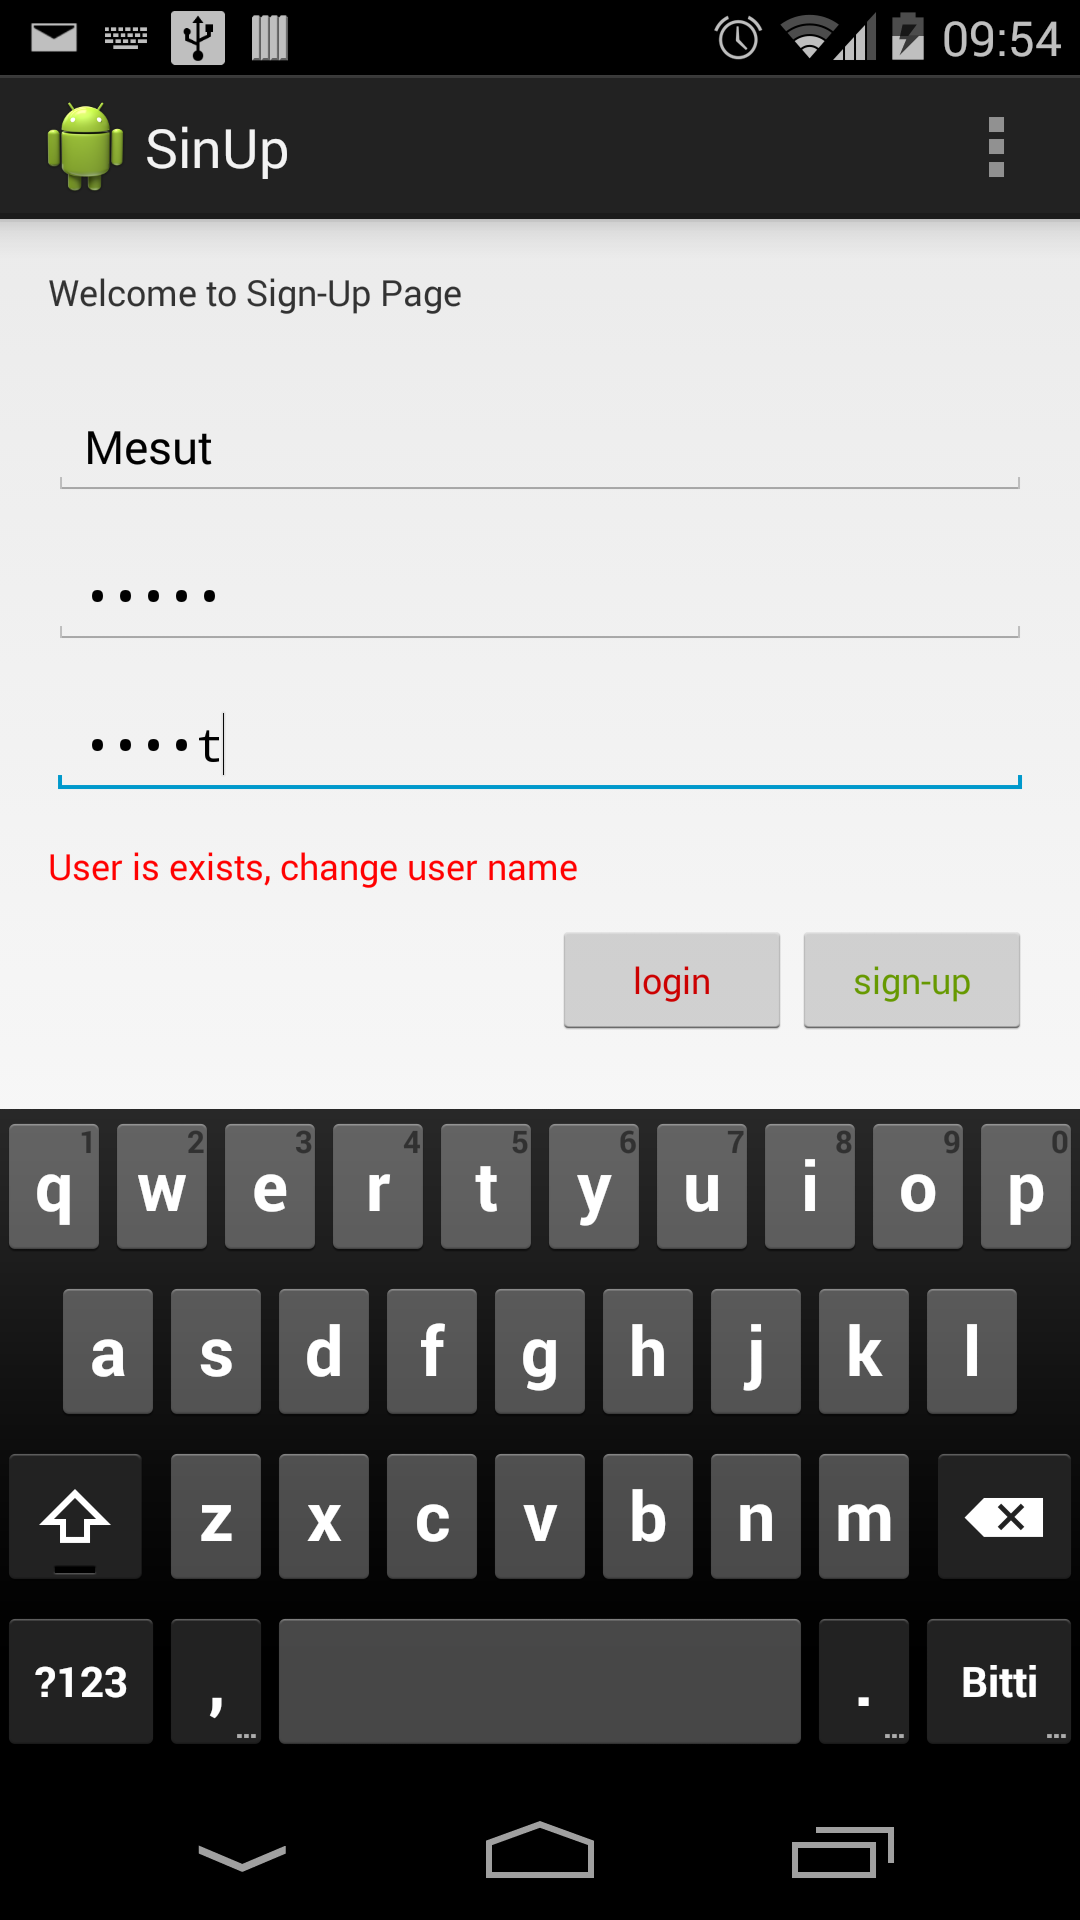 09:54
SinUp
Welcome to Sign-Up Page
Mesut
•••••
••••t
User is exists, change user name
login sign-up
1 2 3 4 5 6 7 8 9 0
q w e r t y u i o p
a s d f g h j k l
z x c v b n m
?123 , . Bitti